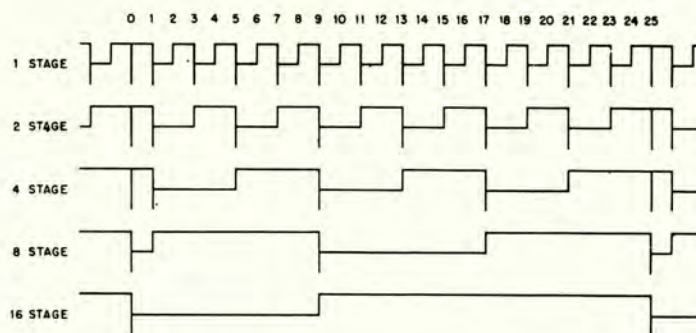 0 1 2 3 4 5 6 7 8 9 10 11 12 13 14 15 16 17 18 19 20 21 22 23 24 25
1 STAGE
2 STAGE
4 STAGE
8 STAGE
16 STAGE